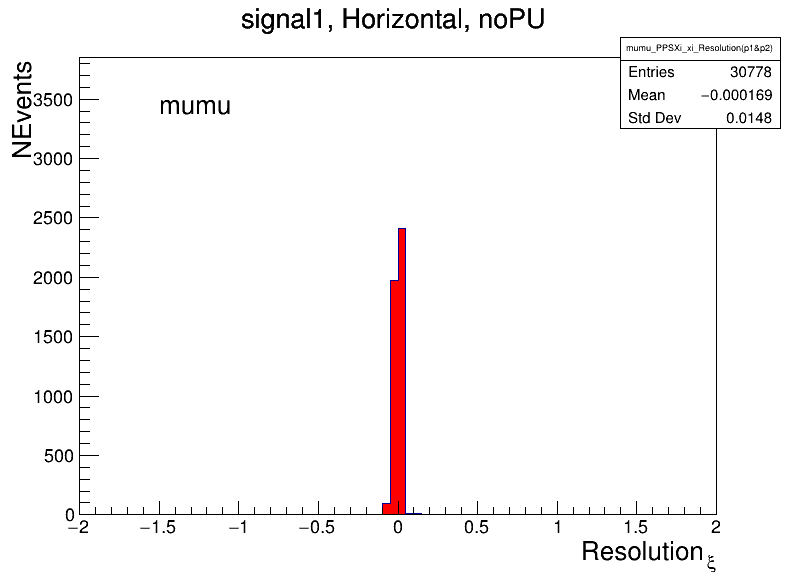 signal1, Horizontal, noPU
mumu_PPSXi_xi_Resolution(p1&p2)
Entries 30778
Mean −0.000169
Std Dev 0.0148
NEvents
mumu
3500
3000
2500
2000
1500
1000
500
0
−2 −1.5 −1 −0.5 0 0.5 1 1.5 2
Resolution ξ